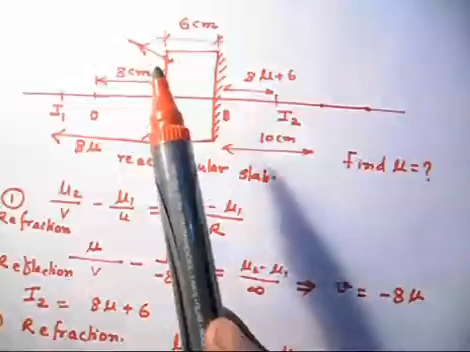 6cm
8cm
8μ+6
I₁ O B I₂
8μ
10cm
slab.
find μ=?
① μ₂/v - μ₁/u = - μ₁/R
Refraction
Reflection μ/v - /-8 = μ₂-μ₁/∞ ⇒ v = -8μ
I₂ = 8μ+6
Refraction.